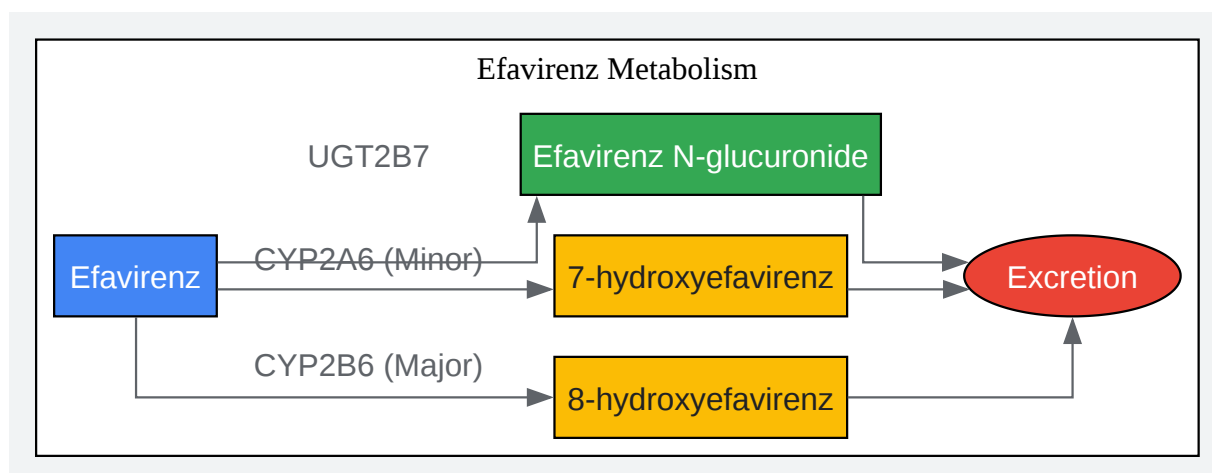 Efavirenz Metabolism
UGT2B7
Efavirenz N-glucuronide
Efavirenz
CYP2A6 (Minor)
7-hydroxyefavirenz
Excretion
CYP2B6 (Major)
8-hydroxyefavirenz